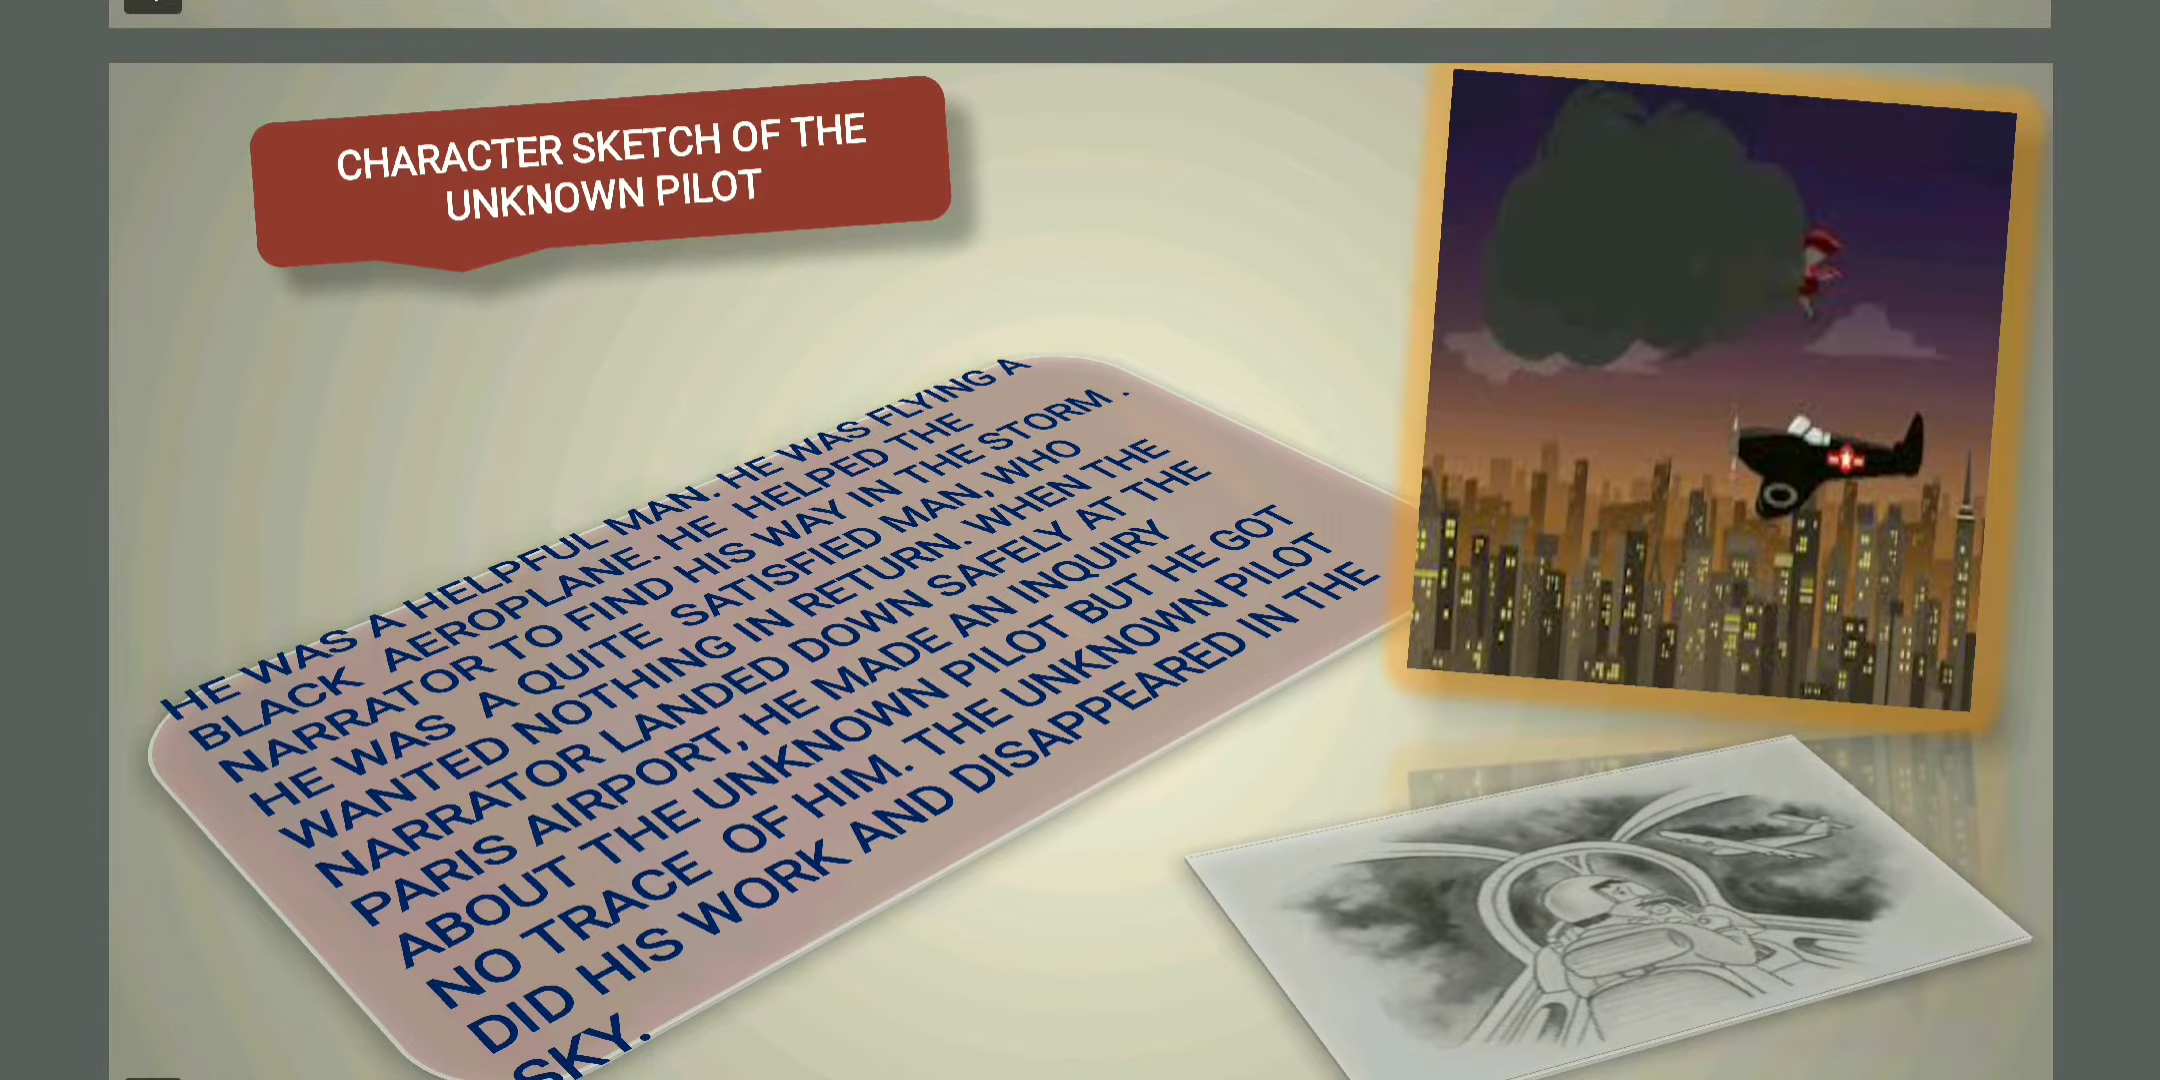 CHARACTER SKETCH OF THE
UNKNOWN PILOT
HE WAS A HELPFUL MAN. HE WAS FLYING A
BLACK AEROPLANE. HE HELPED THE
NARRATOR TO FIND HIS WAY IN THE STORM .
HE WAS A QUITE SATISFIED MAN, WHO
WANTED NOTHING IN RETURN. WHEN THE
NARRATOR LANDED DOWN SAFELY AT THE
PARIS AIRPORT, HE MADE AN INQUIRY
ABOUT THE UNKNOWN PILOT BUT HE GOT
NO TRACE OF HIM. THE UNKNOWN PILOT
DID HIS WORK AND DISAPPEARED IN THE
SKY.